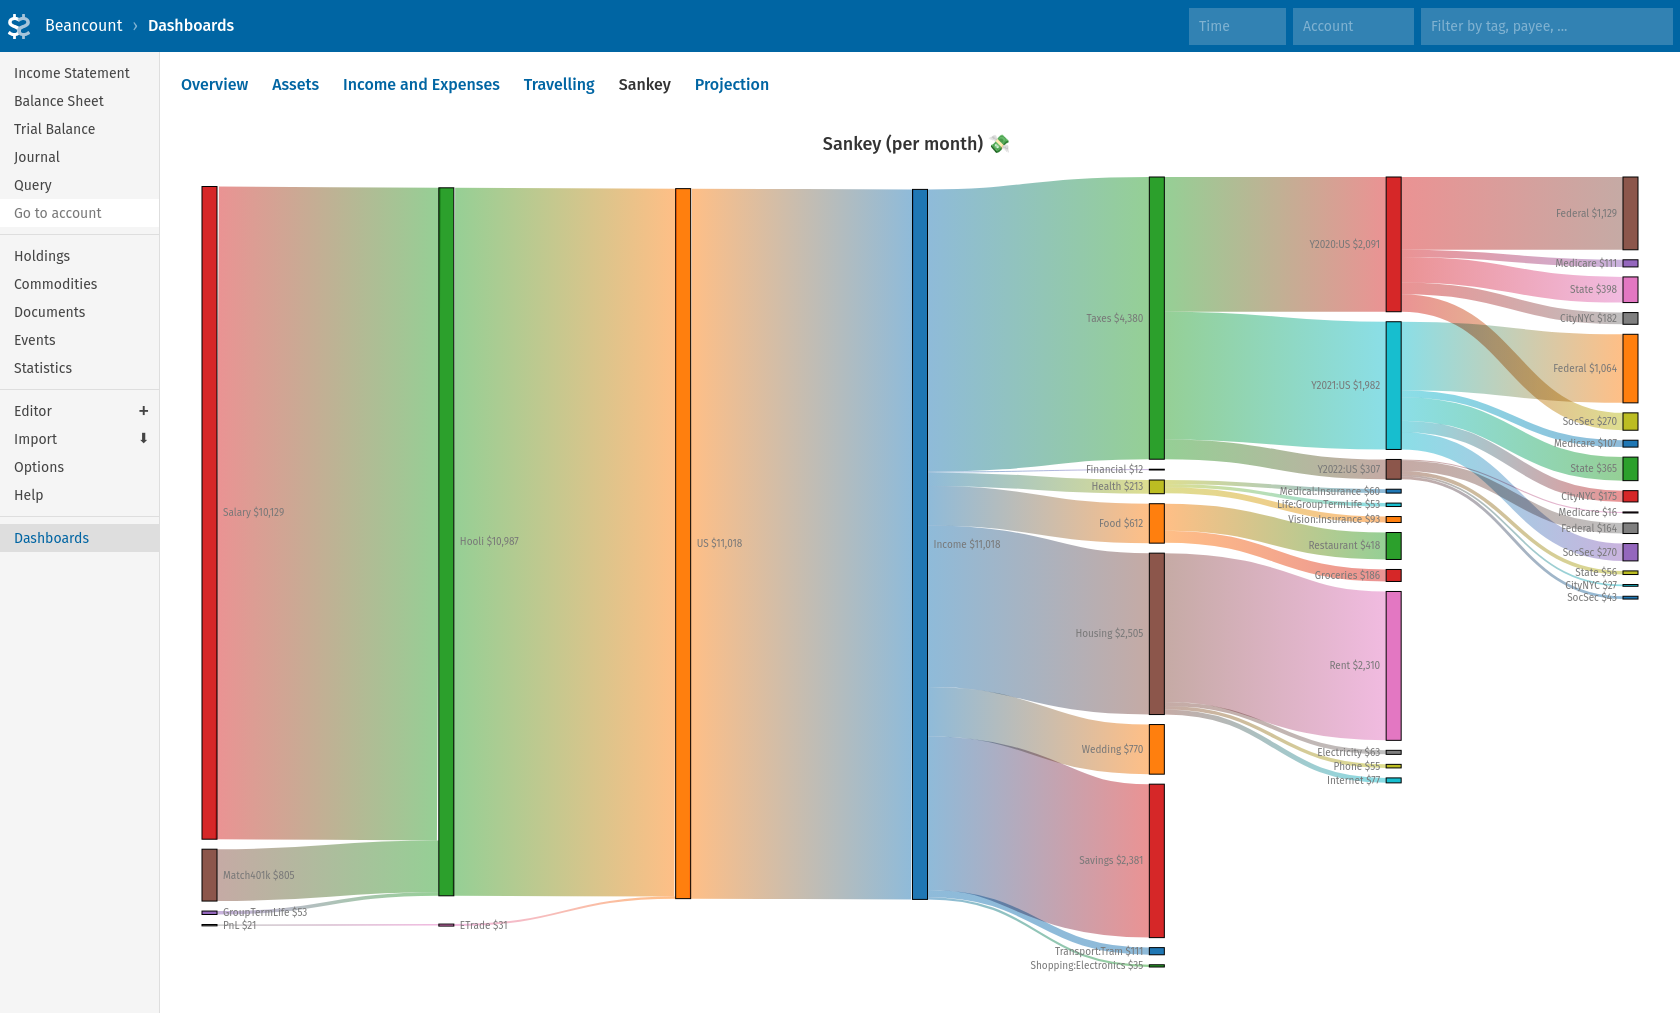 Beancount › Dashboards
Time
Account
Filter by tag, payee, ...
Income Statement
Balance Sheet
Trial Balance
Journal
Query
Go to account
Holdings
Commodities
Documents
Events
Statistics
Editor +
Import
Options
Help
Dashboards
Overview
Assets
Income and Expenses
Travelling
Sankey
Projection
Sankey (per month) 💸
Salary $10,129
Match401k $805
GroupTermLife $53
PnL $21
Hooli $10,987
ETrade $31
US $11,018
Income $11,018
Taxes $4,380
Financial $12
Health $213
Food $612
Housing $2,505
Wedding $770
Savings $2,381
Transport:Tram $111
Shopping:Electronics $35
Y2020:US $2,091
Y2021:US $1,982
Y2022:US $307
Medical:Insurance $60
Life:GroupTermLife $53
Vision:Insurance $93
Restaurant $418
Groceries $186
Rent $2,310
Electricity $63
Phone $55
Internet $77
Federal $1,129
Medicare $111
State $398
CityNYC $182
Federal $1,064
SocSec $270
Medicare $107
State $365
CityNYC $175
Medicare $16
Federal $164
SocSec $270
State $56
CityNYC $27
SocSec $43